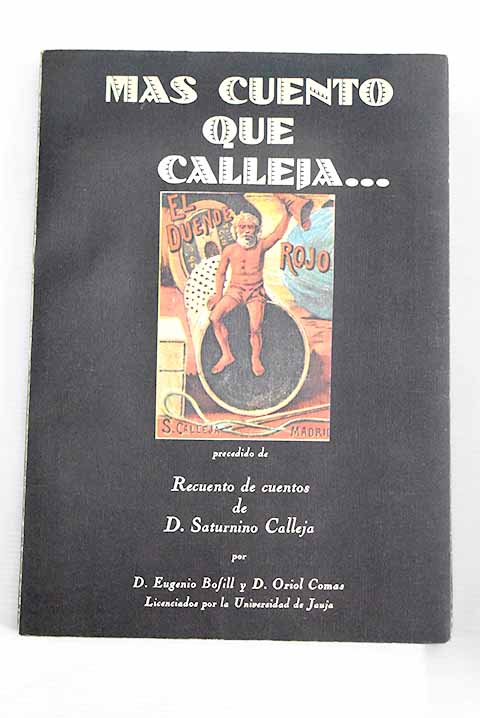 MAS CUENTO
QUE
CALLEJA...
EL
DUENDE
ROJO
S. CALLEJA MADRID
precedido de
Recuento de cuentos
de
D. Saturnino Calleja
por
D. Eugenio Bofill y D. Oriol Comas
Licenciados por la Universidad de Jauja